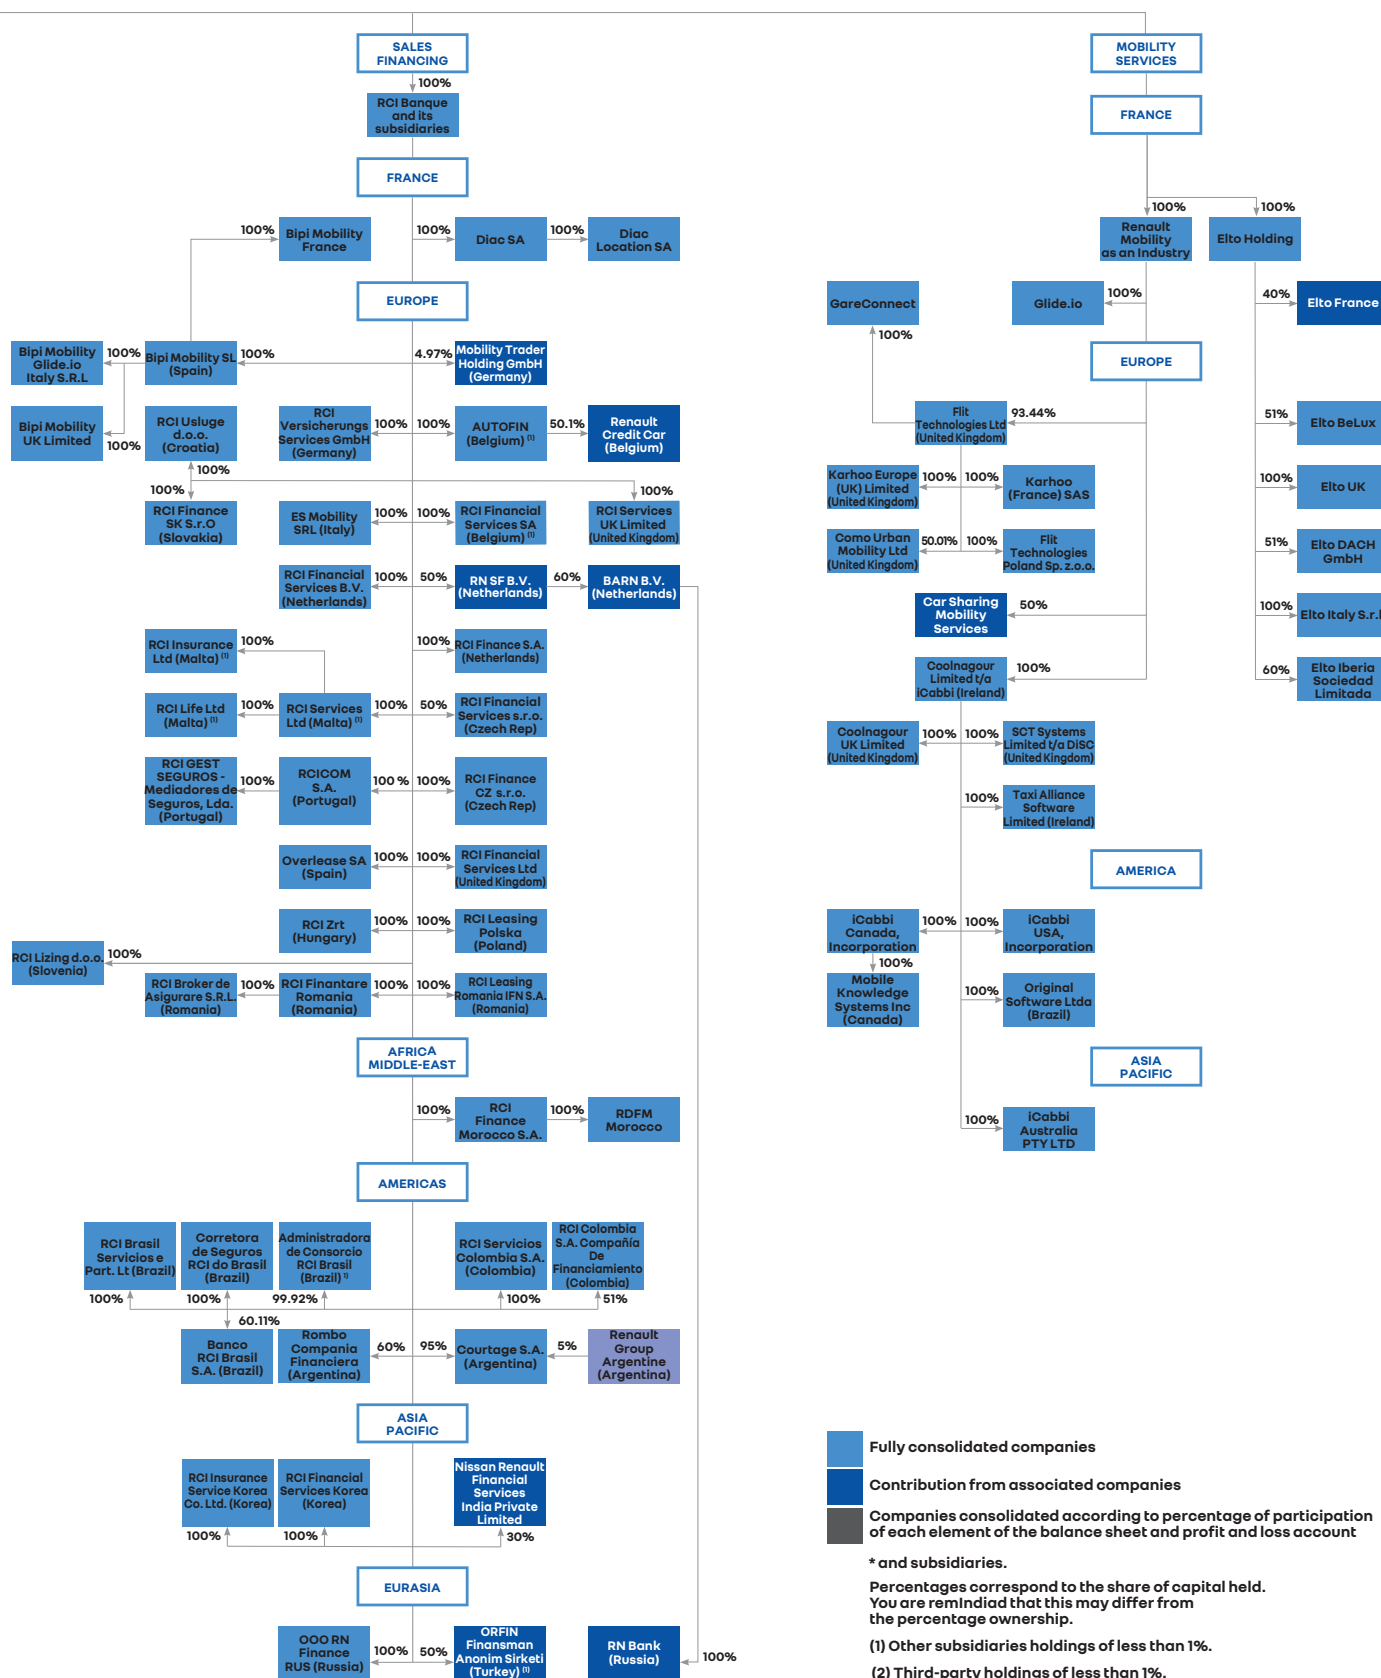 SALES
FINANCING
100%
RCI Banque
and its
subsidiaries
FRANCE
100%
Bipi Mobility
France
100%
Diac SA
100%
Diac
Location SA
EUROPE
Bipi Mobility
Glide.io
Italy S.R.L
100%
Bipi Mobility SL
(Spain)
100%
4.97%
Mobility Trader
Holding GmbH
(Germany)
Bipi Mobility
UK Limited
100%
RCI Usluge
d.o.o.
(Croatia)
RCI
Versicherungs
Services GmbH
(Germany)
100%
100%
AUTOFIN
(Belgium) (1)
50.1%
Renault
Credit Car
(Belgium)
100%
100%
100%
RCI Finance
SK S.r.O
(Slovakia)
ES Mobility
SRL (Italy)
100%
100%
RCI Financial
Services SA
(Belgium) (1)
RCI Services
UK Limited
(United Kingdom)
RCI Financial
Services B.V.
(Netherlands)
100%
50%
RN SF B.V.
(Netherlands)
60%
BARN B.V.
(Netherlands)
RCI Insurance
Ltd (Malta) (1)
100%
100%
RCI Finance S.A.
(Netherlands)
RCI Life Ltd
(Malta) (1)
100%
RCI Services
Ltd (Malta) (1)
100%
50%
RCI Financial
Services s.r.o.
(Czech Rep)
RCI GEST
SEGUROS -
Mediadores de
Seguros, Lda.
(Portugal)
100%
RCICOM
S.A.
(Portugal)
100 %
100%
RCI Finance
CZ s.r.o.
(Czech Rep)
Overlease SA
(Spain)
100%
100%
RCI Financial
Services Ltd
(United Kingdom)
RCI Zrt
(Hungary)
100%
100%
RCI Leasing
Polska
(Poland)
RCI Lizing d.o.o.
(Slovenia)
100%
RCI Broker de
Asigurare S.R.L.
(Romania)
100%
RCI Finantare
Romania
(Romania)
100%
100%
RCI Leasing
Romania IFN S.A.
(Romania)
AFRICA
MIDDLE-EAST
100%
RCI
Finance
Morocco S.A.
100%
RDFM
Morocco
AMERICAS
RCI Brasil
Servicios e
Part. Lt (Brazil)
Corretora
de Seguros
RCI do Brasil
(Brazil)
Administradora
de Consorcio
RCI Brasil
(Brazil) 1)
RCI Servicios
Colombia S.A.
(Colombia)
RCI Colombia
S.A. Compañía
De
Financiamiento
(Colombia)
100%
100%
99.92%
100%
51%
60.11%
Banco
RCI Brasil
S.A. (Brazil)
Rombo
Compania
Financiera
(Argentina)
60%
95%
Courtage S.A.
(Argentina)
5%
Renault
Group
Argentine
(Argentina)
ASIA
PACIFIC
RCI Insurance
Service Korea
Co. Ltd. (Korea)
RCI Financial
Services Korea
(Korea)
Nissan Renault
Financial
Services
India Private
Limited
100%
100%
30%
EURASIA
OOO RN
Finance
RUS (Russia)
100%
50%
ORFIN
Finansman
Anonim Sirketi
(Turkey) (1)
RN Bank
(Russia)
100%
MOBILITY
SERVICES
FRANCE
100%
100%
Renault
Mobility
as an Industry
Elto Holding
GareConnect
Glide.io
100%
40%
Elto France
100%
EUROPE
Flit
Technologies Ltd
(United Kingdom)
93.44%
51%
Elto BeLux
Karhoo Europe
(UK) Limited
(United Kingdom)
100%
100%
Karhoo
(France) SAS
100%
Elto UK
Como Urban
Mobility Ltd
(United Kingdom)
50.01%
100%
Flit
Technologies
Poland Sp. z.o.o.
51%
Elto DACH
GmbH
Car Sharing
Mobility
Services
50%
100%
Elto Italy S.r.l
Coolnagour
Limited t/a
iCabbi (Ireland)
100%
60%
Elto Iberia
Sociedad
Limitada
Coolnagour
UK Limited
(United Kingdom)
100%
100%
SCT Systems
Limited t/a DiSC
(United Kingdom)
100%
Taxi Alliance
Software
Limited (Ireland)
AMERICA
iCabbi
Canada,
Incorporation
100%
100%
iCabbi
USA,
Incorporation
100%
Mobile
Knowledge
Systems Inc
(Canada)
100%
Original
Software Ltda
(Brazil)
ASIA
PACIFIC
100%
iCabbi
Australia
PTY LTD
Fully consolidated companies
Contribution from associated companies
Companies consolidated according to percentage of participation
of each element of the balance sheet and profit and loss account
* and subsidiaries.
Percentages correspond to the share of capital held.
You are remIndiad that this may differ from
the percentage ownership.
(1) Other subsidiaries holdings of less than 1%.
(2) Third-party holdings of less than 1%.